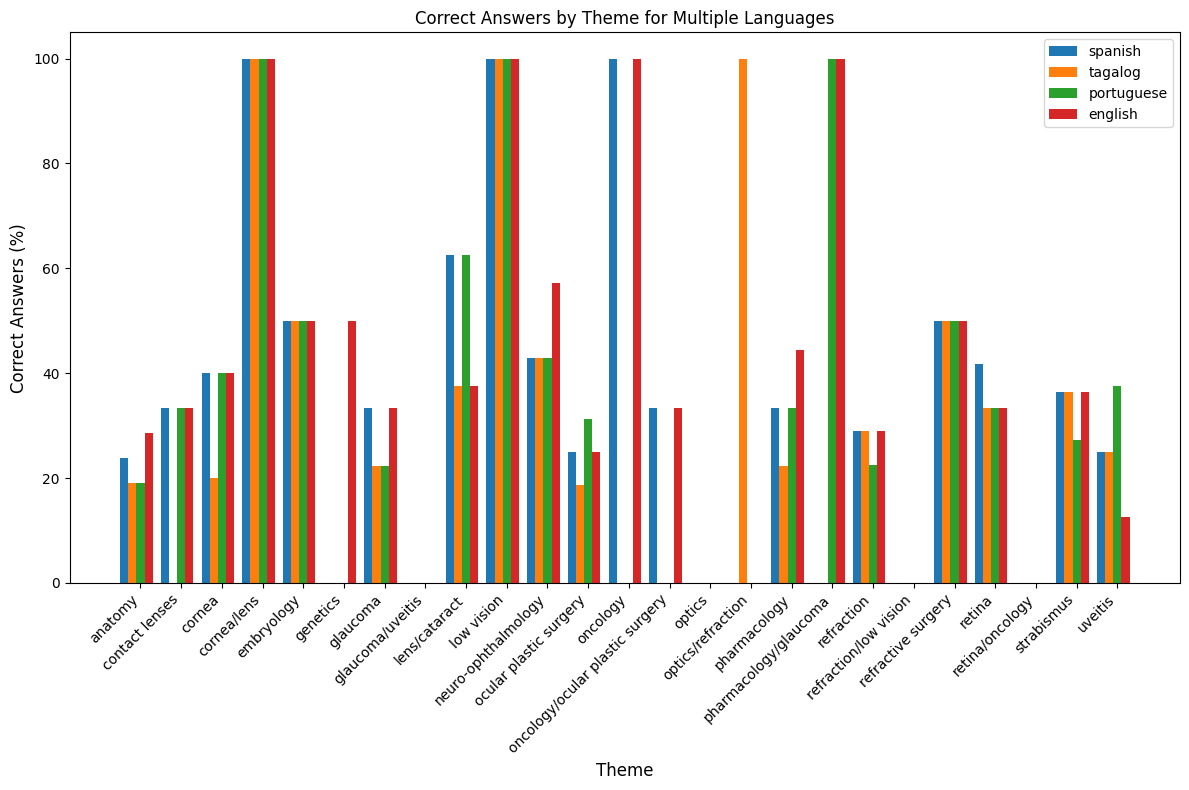 Correct Answers by Theme for Multiple Languages
spanish
tagalog
portuguese
english
Correct Answers (%)
100
80
60
40
20
0
anatomy
contact lenses
cornea
cornea/lens
embryology
genetics
glaucoma
glaucoma/uveitis
lens/cataract
low vision
neuro-ophthalmology
ocular plastic surgery
oncology
oncology/ocular plastic surgery
optics
optics/refraction
pharmacology
pharmacology/glaucoma
refraction
refraction/low vision
refractive surgery
retina
retina/oncology
strabismus
uveitis
Theme